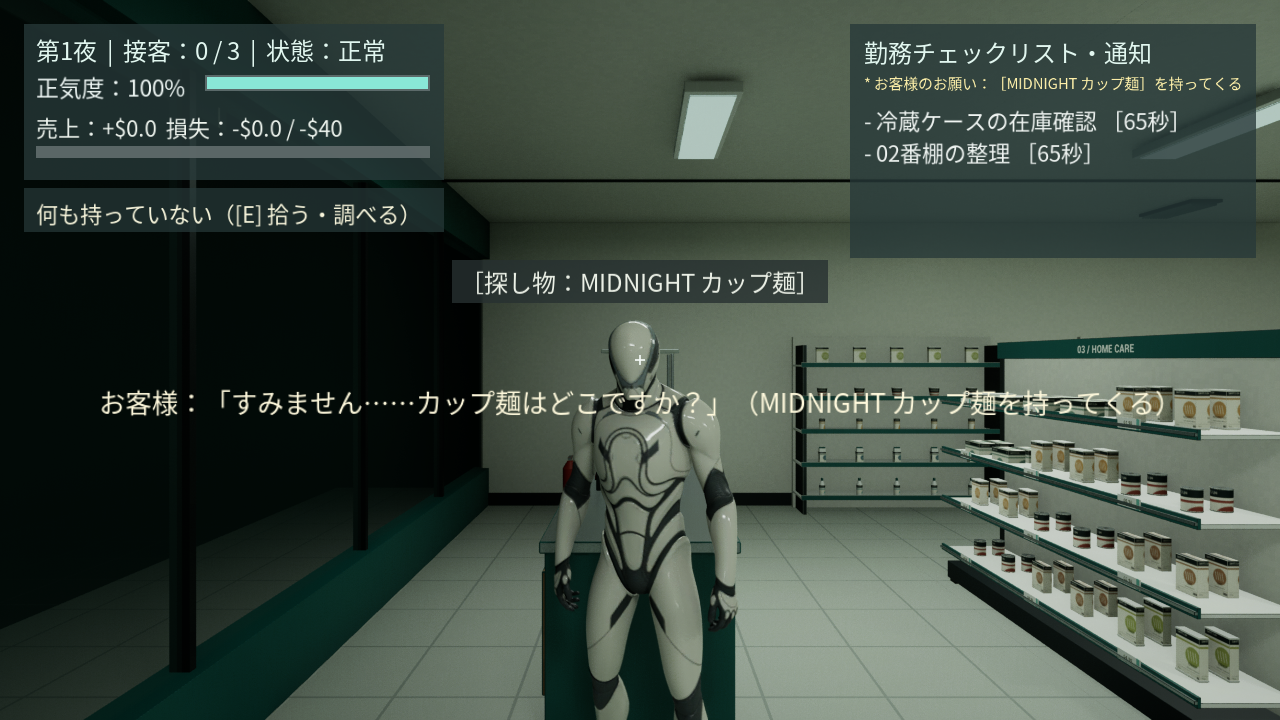 第1夜｜接客：0 / 3｜状態：正常
正気度：100%
売上：+$0.0 損失：-$0.0 / -$40
何も持っていない（[E] 拾う・調べる）
勤務チェックリスト・通知
* お客様のお願い：［MIDNIGHT カップ麺］を持ってくる
- 冷蔵ケースの在庫確認 ［65秒］
- 02番棚の整理 ［65秒］
［探し物：MIDNIGHT カップ麺］
03 / HOME CARE
お客様：「すみません……カップ麺はどこですか？」（MIDNIGHT カップ麺を持ってくる）